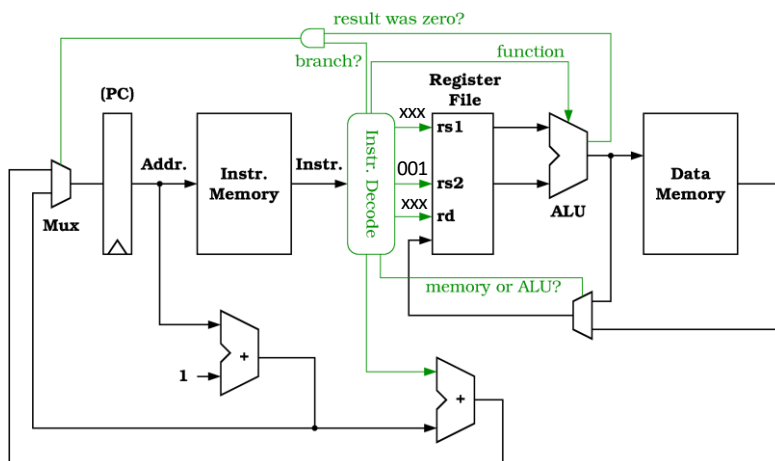 result was zero?
branch?
function
(PC)
Register
File
xxx
rs1
Addr.
Instr.
Memory
Instr.
Instr. Decode
001
rs2
xxx
rd
ALU
Data
Memory
Mux
memory or ALU?
1
+
+